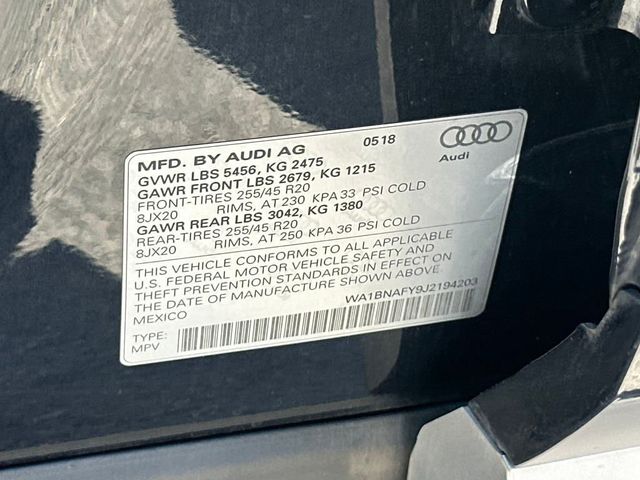 MFD. BY AUDI AG 0518
Audi
GVWR LBS 5456, KG 2475
GAWR FRONT LBS 2679, KG 1215
FRONT-TIRES 255/45 R20
8JX20 RIMS, AT 230 KPA 33 PSI COLD
GAWR REAR LBS 3042, KG 1380
REAR-TIRES 255/45 R20
8JX20 RIMS, AT 250 KPA 36 PSI COLD
THIS VEHICLE CONFORMS TO ALL APPLICABLE
U.S. FEDERAL MOTOR VEHICLE SAFETY AND
THEFT PREVENTION STANDARDS IN EFFECT ON
THE DATE OF MANUFACTURE SHOWN ABOVE.
MEXICO WA1BNAFY9J2194203
TYPE:
MPV